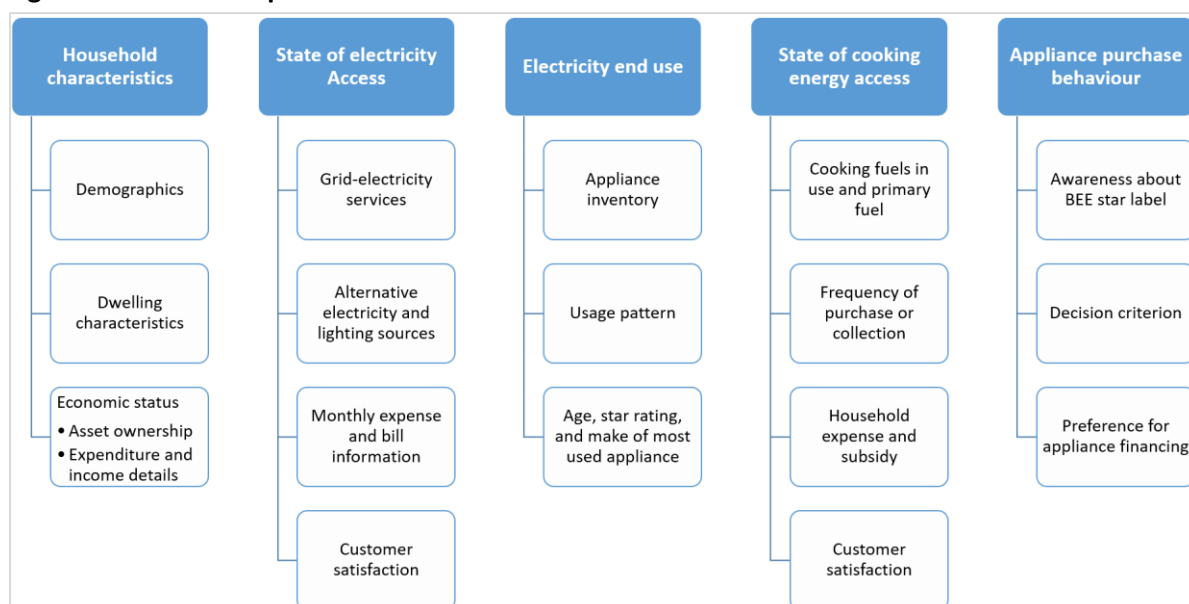 Household
characteristics
Demographics
Dwelling
characteristics
Economic status
• Asset ownership
• Expenditure and
income details
State of electricity
Access
Grid-electricity
services
Alternative
electricity and
lighting sources
Monthly expense
and bill
information
Customer
satisfaction
Electricity end use
Appliance
inventory
Usage pattern
Age, star rating,
and make of most
used appliance
State of cooking
energy access
Cooking fuels in
use and primary
fuel
Frequency of
purchase or
collection
Household
expense and
subsidy
Customer
satisfaction
Appliance purchase
behaviour
Awareness about
BEE star label
Decision criterion
Preference for
appliance financing